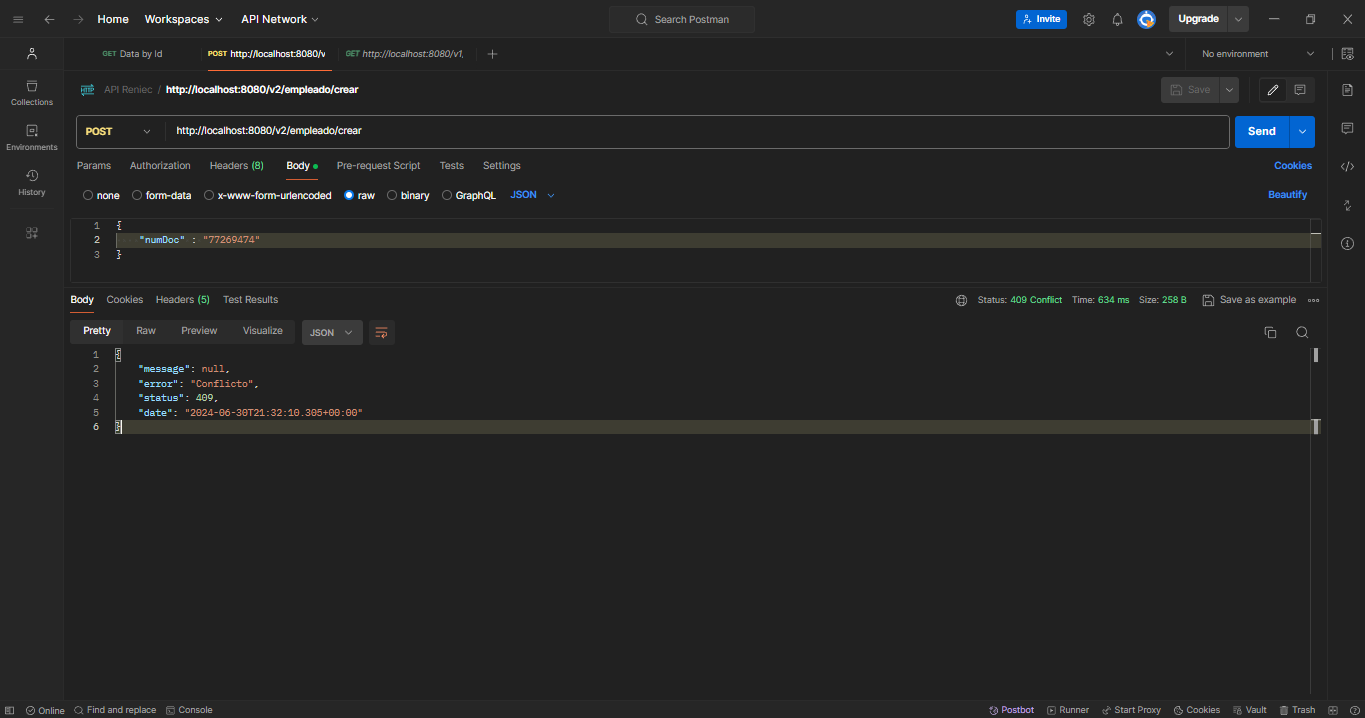 Home Workspaces API Network Search Postman Invite Upgrade
GET Data by Id POST http://localhost:8080/v GET http://localhost:8080/v1, No environment
Collections
Environments
History
HTTP API Reniec / http://localhost:8080/v2/empleado/crear Save
POST http://localhost:8080/v2/empleado/crear Send
Params Authorization Headers (8) Body Pre-request Script Tests Settings Cookies
none form-data x-www-form-urlencoded raw binary GraphQL JSON Beautify
1 {
2 "numDoc" : "77269474"
3 }
Body Cookies Headers (5) Test Results Status: 409 Conflict Time: 634 ms Size: 258 B Save as example
Pretty Raw Preview Visualize JSON
1 {
2 "message": null,
3 "error": "Conflicto",
4 "status": 409,
5 "date": "2024-06-30T21:32:10.305+00:00"
6 }
Online Find and replace Console Postbot Runner Start Proxy Cookies Vault Trash